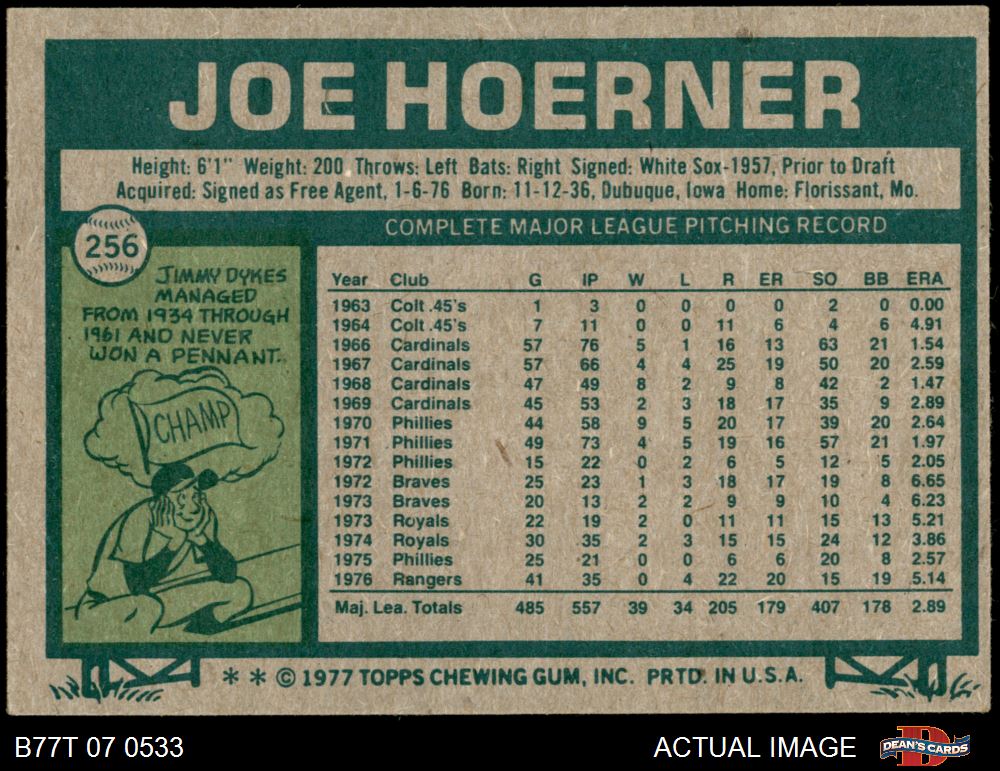 JOE HOERNER
Height: 6'1" Weight: 200 Throws: Left Bats: Right Signed: White Sox-1957, Prior to Draft
Acquired: Signed as Free Agent, 1-6-76 Born: 11-12-36, Dubuque, Iowa Home: Florissant, Mo.
256
JIMMY DYKES
MANAGED
FROM 1934 THROUGH
1961 AND NEVER
WON A PENNANT.
CHAMP
COMPLETE MAJOR LEAGUE PITCHING RECORD
Year Club G IP W L R ER SO BB ERA
1963 Colt .45's 1 3 0 0 0 0 2 0 0.00
1964 Colt .45's 7 11 0 0 11 6 4 6 4.91
1966 Cardinals 57 76 5 1 16 13 63 21 1.54
1967 Cardinals 57 66 4 4 25 19 50 20 2.59
1968 Cardinals 47 49 8 2 9 8 42 2 1.47
1969 Cardinals 45 53 2 3 18 17 35 9 2.89
1970 Phillies 44 58 9 5 20 17 39 20 2.64
1971 Phillies 49 73 4 5 19 16 57 21 1.97
1972 Phillies 15 22 0 2 6 5 12 5 2.05
1972 Braves 25 23 1 3 18 17 19 8 6.65
1973 Braves 20 13 2 2 9 9 10 4 6.23
1973 Royals 22 19 2 0 11 11 15 13 5.21
1974 Royals 30 35 2 3 15 15 24 12 3.86
1975 Phillies 25 21 0 0 6 6 20 8 2.57
1976 Rangers 41 35 0 4 22 20 15 19 5.14
Maj. Lea. Totals 485 557 39 34 205 179 407 178 2.89
* * © 1977 TOPPS CHEWING GUM, INC. PRTD. IN U.S.A.
B77T 07 0533
ACTUAL IMAGE
DEAN'S CARDS